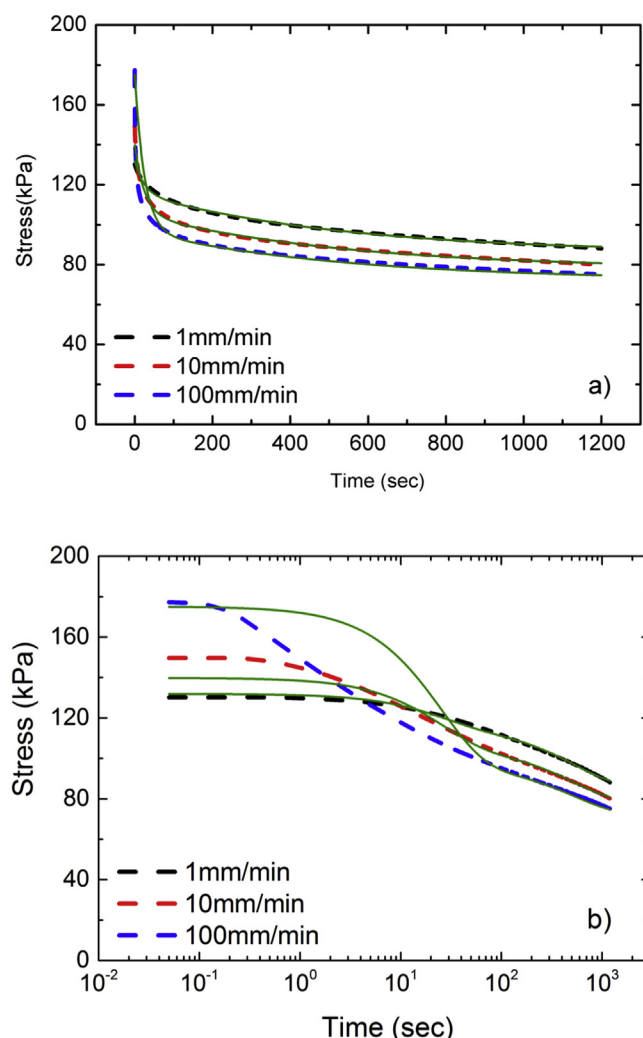 200
160
120
80
40
0
Stress(kPa)
1mm/min
10mm/min
100mm/min
a)
0 200 400 600 800 1000 1200
Time (sec)
200
160
120
80
40
0
Stress (kPa)
1mm/min
10mm/min
100mm/min
b)
10-2 10-1 100 101 102 103
Time (sec)